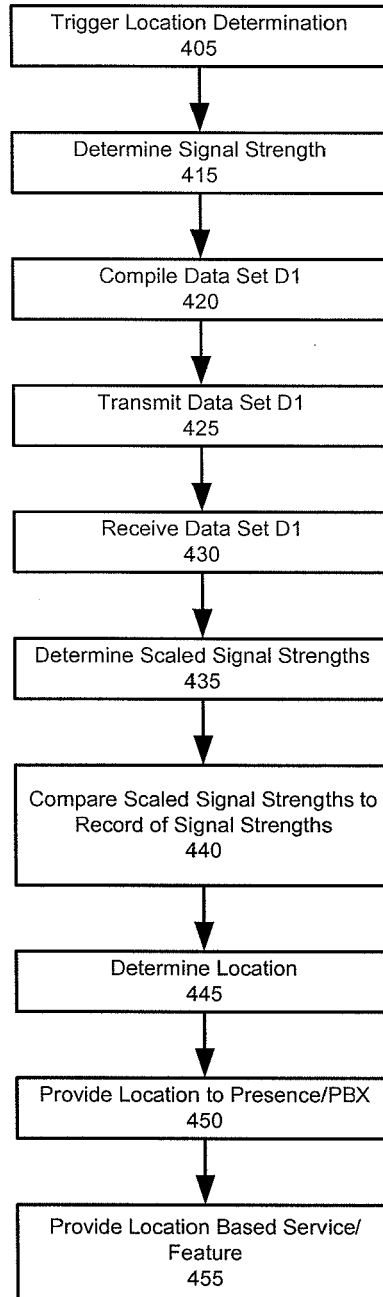 Trigger Location Determination
405
Determine Signal Strength
415
Compile Data Set D1
420
Transmit Data Set D1
425
Receive Data Set D1
430
Determine Scaled Signal Strengths
435
Compare Scaled Signal Strengths to
Record of Signal Strengths
440
Determine Location
445
Provide Location to Presence/PBX
450
Provide Location Based Service/
Feature
455